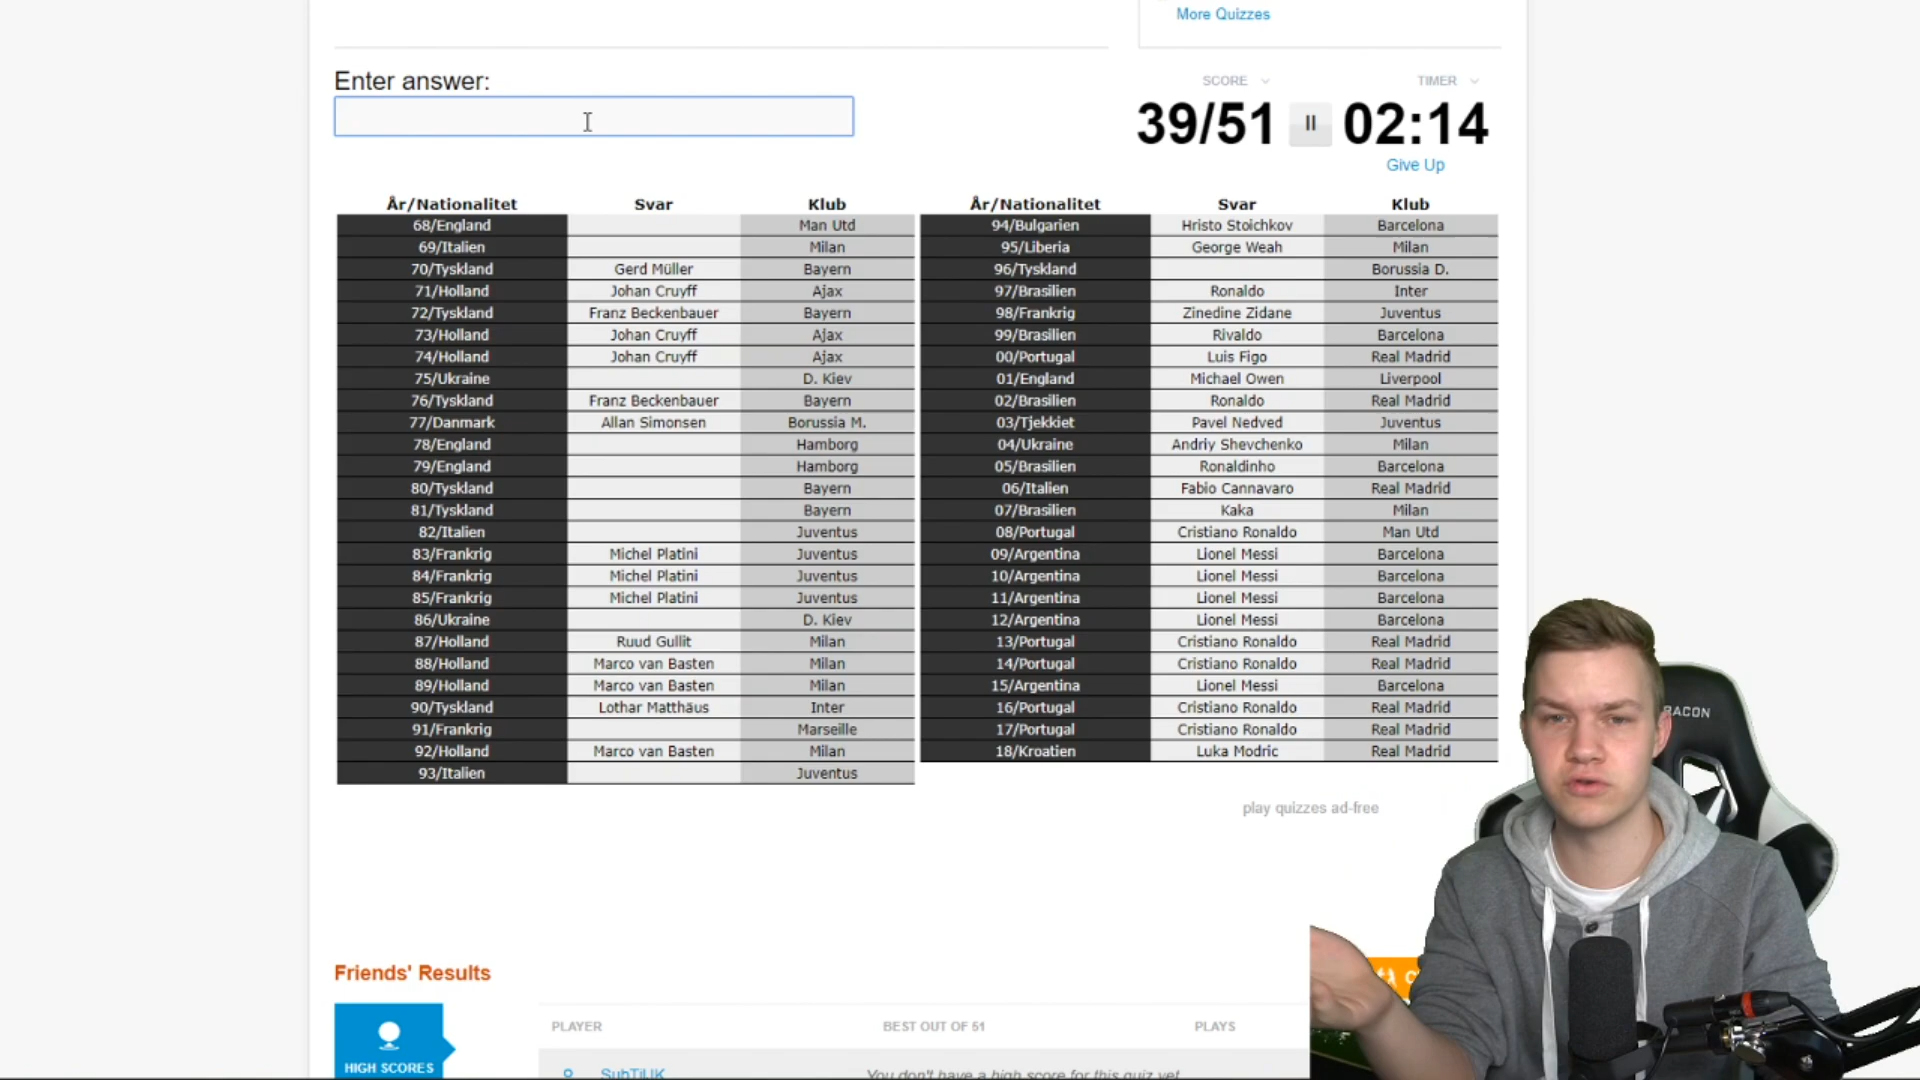 More Quizzes
Enter answer:
SCORE TIMER
39/51 02:14
Give Up
År/Nationalitet Svar Klub
68/England Man Utd
69/Italien Milan
70/Tyskland Gerd Müller Bayern
71/Holland Johan Cruyff Ajax
72/Tyskland Franz Beckenbauer Bayern
73/Holland Johan Cruyff Ajax
74/Holland Johan Cruyff Ajax
75/Ukraine D. Kiev
76/Tyskland Franz Beckenbauer Bayern
77/Danmark Allan Simonsen Borussia M.
78/England Hamborg
79/England Hamborg
80/Tyskland Bayern
81/Tyskland Bayern
82/Italien Juventus
83/Frankrig Michel Platini Juventus
84/Frankrig Michel Platini Juventus
85/Frankrig Michel Platini Juventus
86/Ukraine D. Kiev
87/Holland Ruud Gullit Milan
88/Holland Marco van Basten Milan
89/Holland Marco van Basten Milan
90/Tyskland Lothar Matthäus Inter
91/Frankrig Marseille
92/Holland Marco van Basten Milan
93/Italien Juventus
År/Nationalitet Svar Klub
94/Bulgarien Hristo Stoichkov Barcelona
95/Liberia George Weah Milan
96/Tyskland Borussia D.
97/Brasilien Ronaldo Inter
98/Frankrig Zinedine Zidane Juventus
99/Brasilien Rivaldo Barcelona
00/Portugal Luis Figo Real Madrid
01/England Michael Owen Liverpool
02/Brasilien Ronaldo Real Madrid
03/Tjekkiet Pavel Nedved Juventus
04/Ukraine Andriy Shevchenko Milan
05/Brasilien Ronaldinho Barcelona
06/Italien Fabio Cannavaro Real Madrid
07/Brasilien Kaka Milan
08/Portugal Cristiano Ronaldo Man Utd
09/Argentina Lionel Messi Barcelona
10/Argentina Lionel Messi Barcelona
11/Argentina Lionel Messi Barcelona
12/Argentina Lionel Messi Barcelona
13/Portugal Cristiano Ronaldo Real Madrid
14/Portugal Cristiano Ronaldo Real Madrid
15/Argentina Lionel Messi Barcelona
16/Portugal Cristiano Ronaldo Real Madrid
17/Portugal Cristiano Ronaldo Real Madrid
18/Kroatien Luka Modric Real Madrid
play quizzes ad-free
Friends' Results
HIGH SCORES
PLAYER BEST OUT OF 51 PLAYS
SubTilUK You don't have a high score for this quiz yet